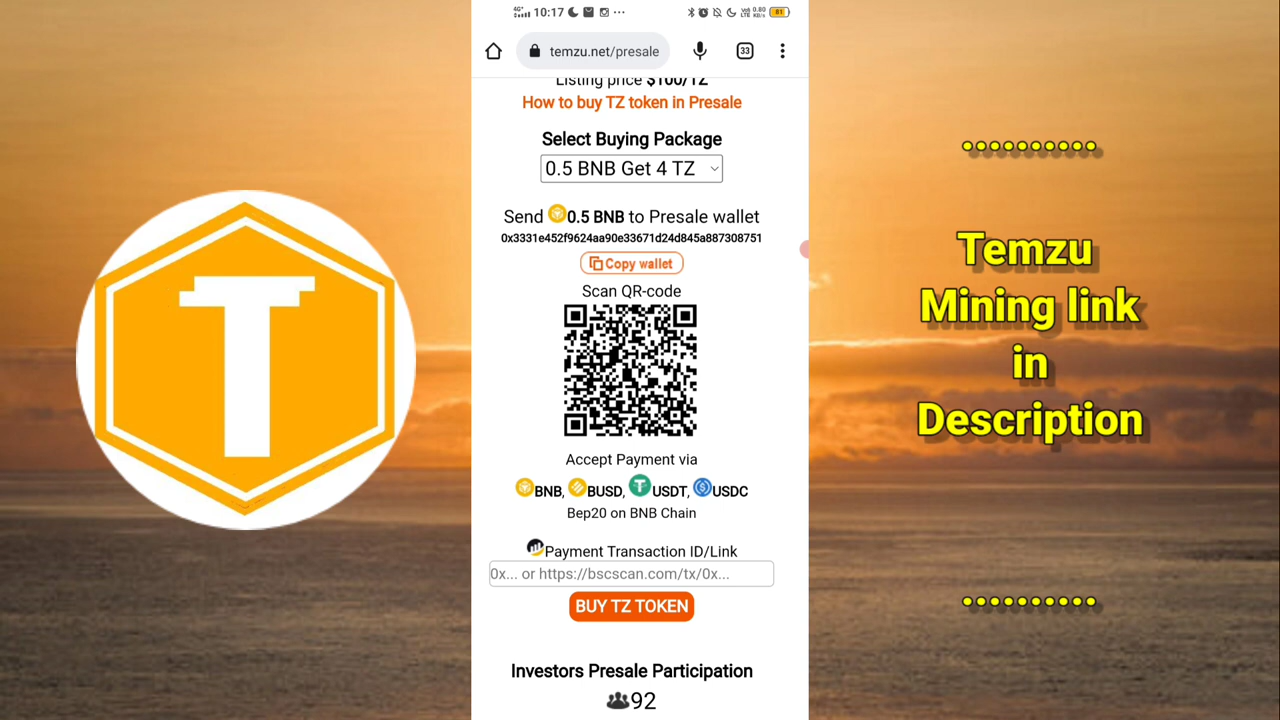 10:17
81
temzu.net/presale
33
Listing price $100/TZ
How to buy TZ token in Presale
Select Buying Package
0.5 BNB Get 4 TZ
Send 0.5 BNB to Presale wallet
0x3331e452f9624aa90e33671d24d845a887308751
Copy wallet
Scan QR-code
Accept Payment via
BNB, BUSD, USDT, USDC
Bep20 on BNB Chain
Payment Transaction ID/Link
0x... or https://bscscan.com/tx/0x...
BUY TZ TOKEN
Investors Presale Participation
92
T
..........
Temzu
Mining link
in
Description
..........